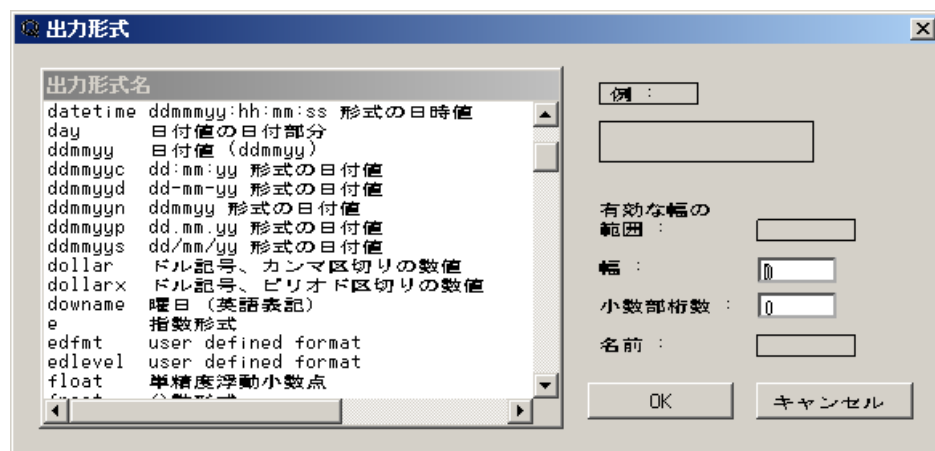 出力形式
出力形式名
datetime ddmmmyy:hh:mm:ss 形式の日時値
day 日付値の日付部分
ddmmyy 日付値 (ddmmyy)
ddmmyyc dd:mm:yy 形式の日付値
ddmmyyd dd-mm-yy 形式の日付値
ddmmyyn ddmmyy 形式の日付値
ddmmyyp dd.mm.yy 形式の日付値
ddmmyys dd/mm/yy 形式の日付値
dollar ドル記号、カンマ区切りの数値
dollarx ドル記号、ピリオド区切りの数値
downame 曜日 (英語表記)
e 指数形式
edfmt user defined format
edlevel user defined format
float 単精度浮動小数点
例 :
有効な幅の
範囲 :
幅 : 0
小数部桁数 : 0
名前 :
OK キャンセル